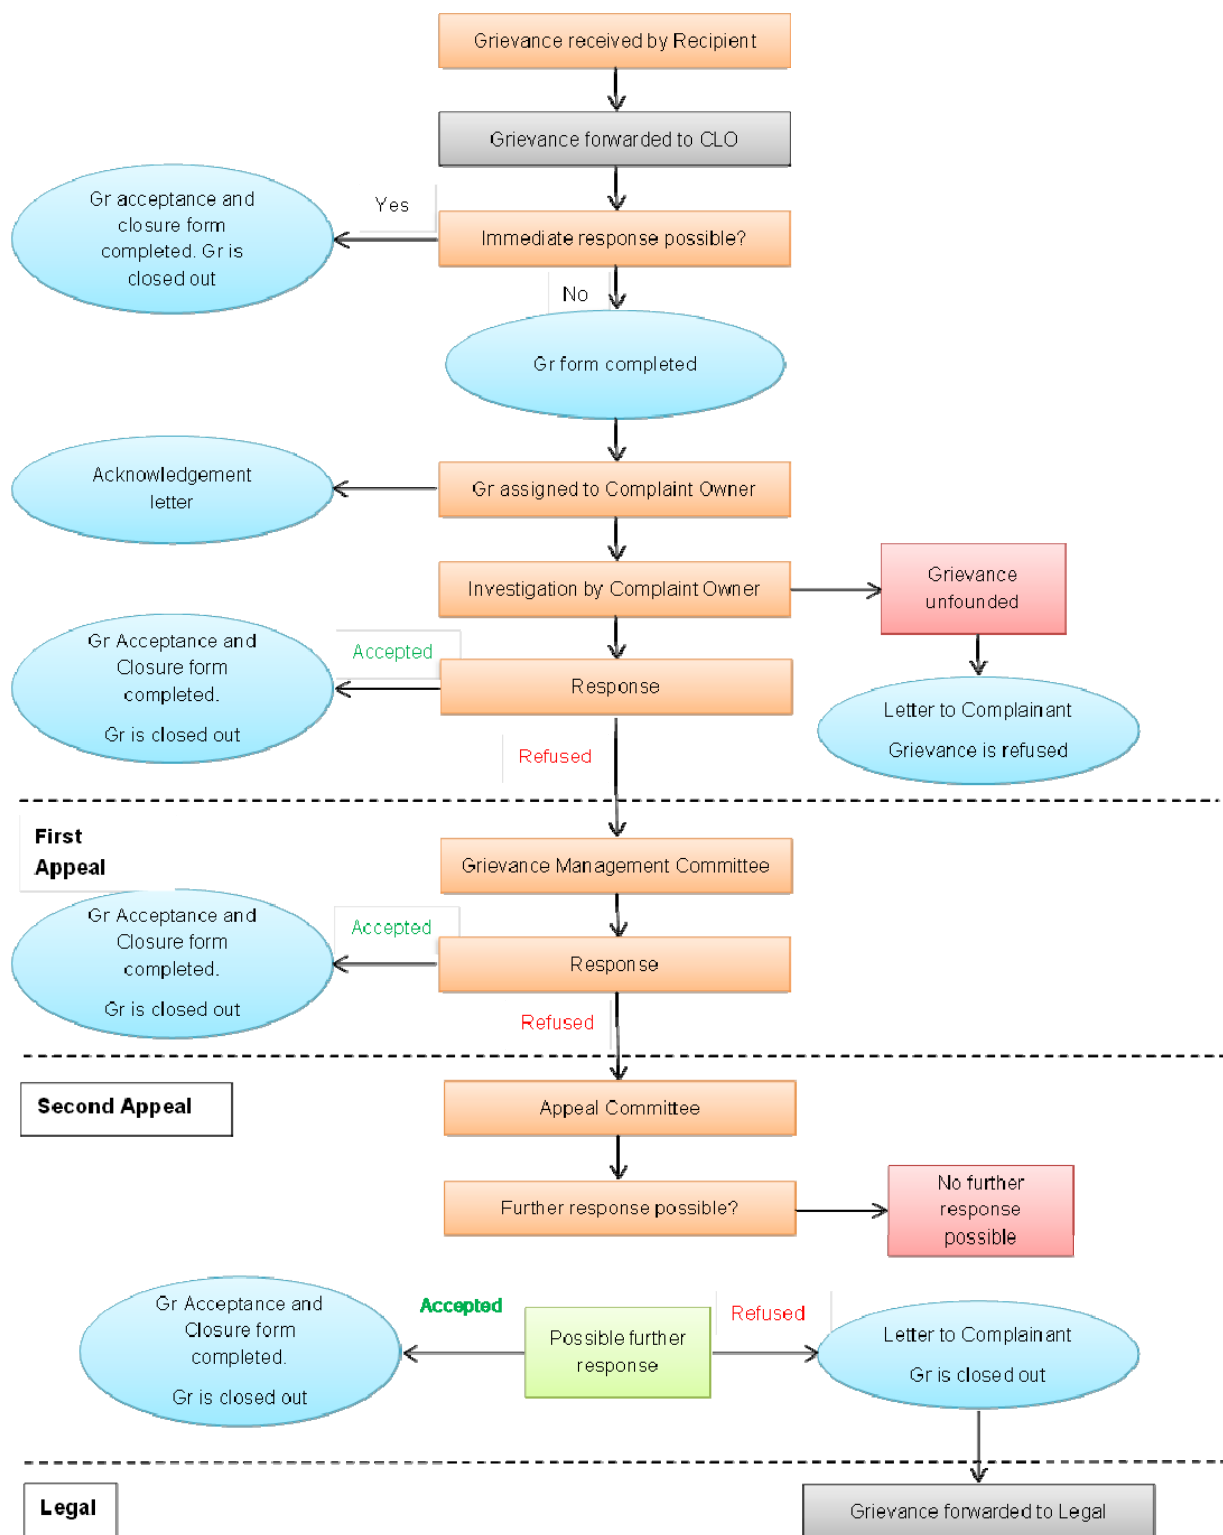 Grievance received by Recipient
Grievance forwarded to CLO
Gr acceptance and
closure form
completed. Gr is
closed out
Yes
Immediate response possible?
No
Gr form completed
Acknowledgement
letter
Gr assigned to Complaint Owner
Investigation by Complaint Owner
Grievance
unfounded
Gr Acceptance and
Closure form
completed.
Gr is closed out
Accepted
Response
Letter to Complainant
Grievance is refused
Refused
First
Appeal
Grievance Management Committee
Gr Acceptance and
Closure form
completed.
Gr is closed out
Accepted
Response
Refused
Second Appeal
Appeal Committee
Further response possible?
No further
response
possible
Gr Acceptance and
Closure form
completed.
Gr is closed out
Accepted
Possible further
response
Refused
Letter to Complainant
Gr is closed out
Legal
Grievance forwarded to Legal